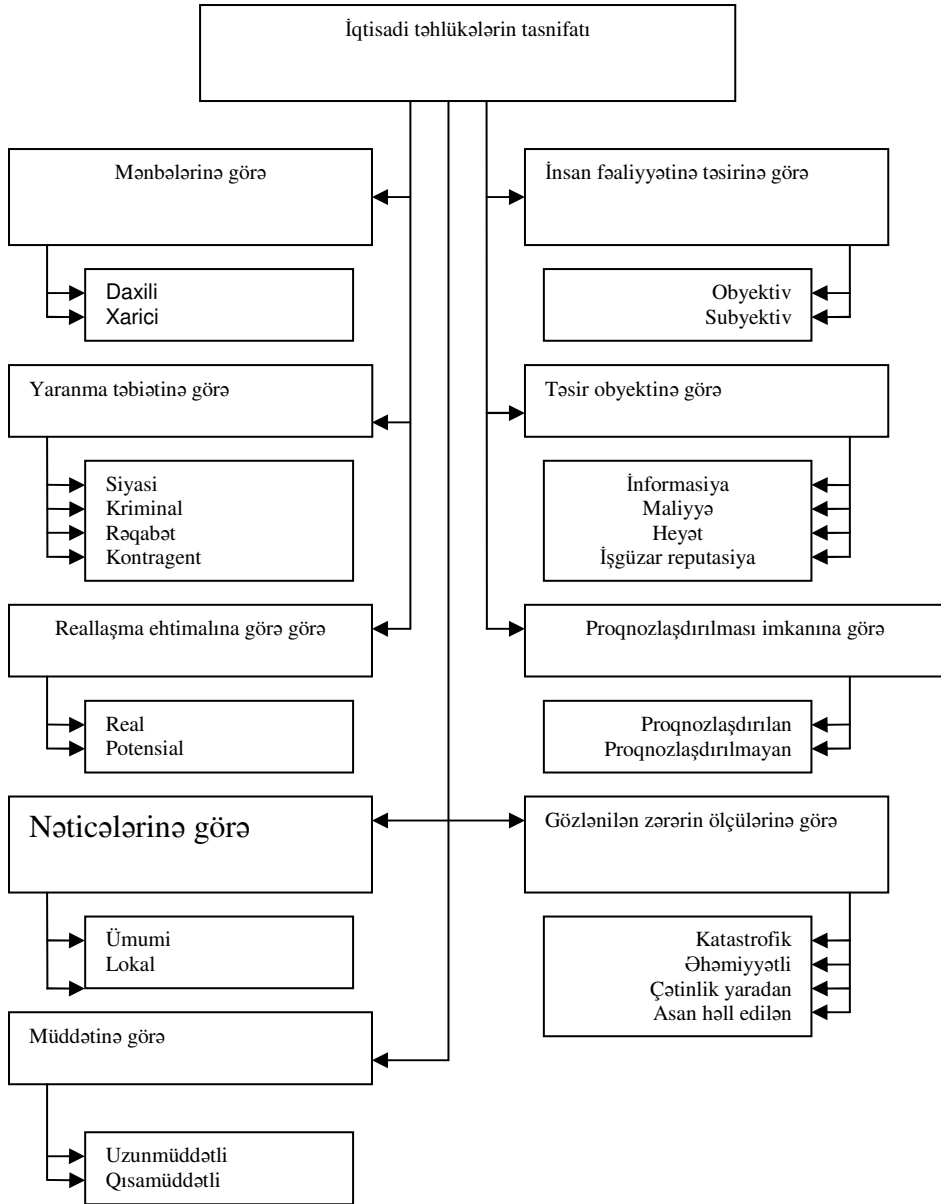 İqtisadi təhlükələrin tasnifatı
Mənbələrinə görə
Daxili
Xarici
Yaranma təbiətinə görə
Siyasi
Kriminal
Rəqabət
Kontragent
Reallaşma ehtimalına görə görə
Real
Potensial
Nəticələrinə görə
Ümumi
Lokal
Müddətinə görə
Uzunmüddətli
Qısamüddətli
İnsan fəaliyyətinə təsirinə görə
Obyektiv
Subyektiv
Təsir obyektinə görə
İnformasiya
Maliyyə
Heyət
İşgüzar reputasiya
Proqnozlaşdırılması imkanına görə
Proqnozlaşdırılan
Proqnozlaşdırılmayan
Gözlənilən zərərin ölçülərinə görə
Katastrofik
Əhəmiyyətli
Çətinlik yaradan
Asan həll edilən